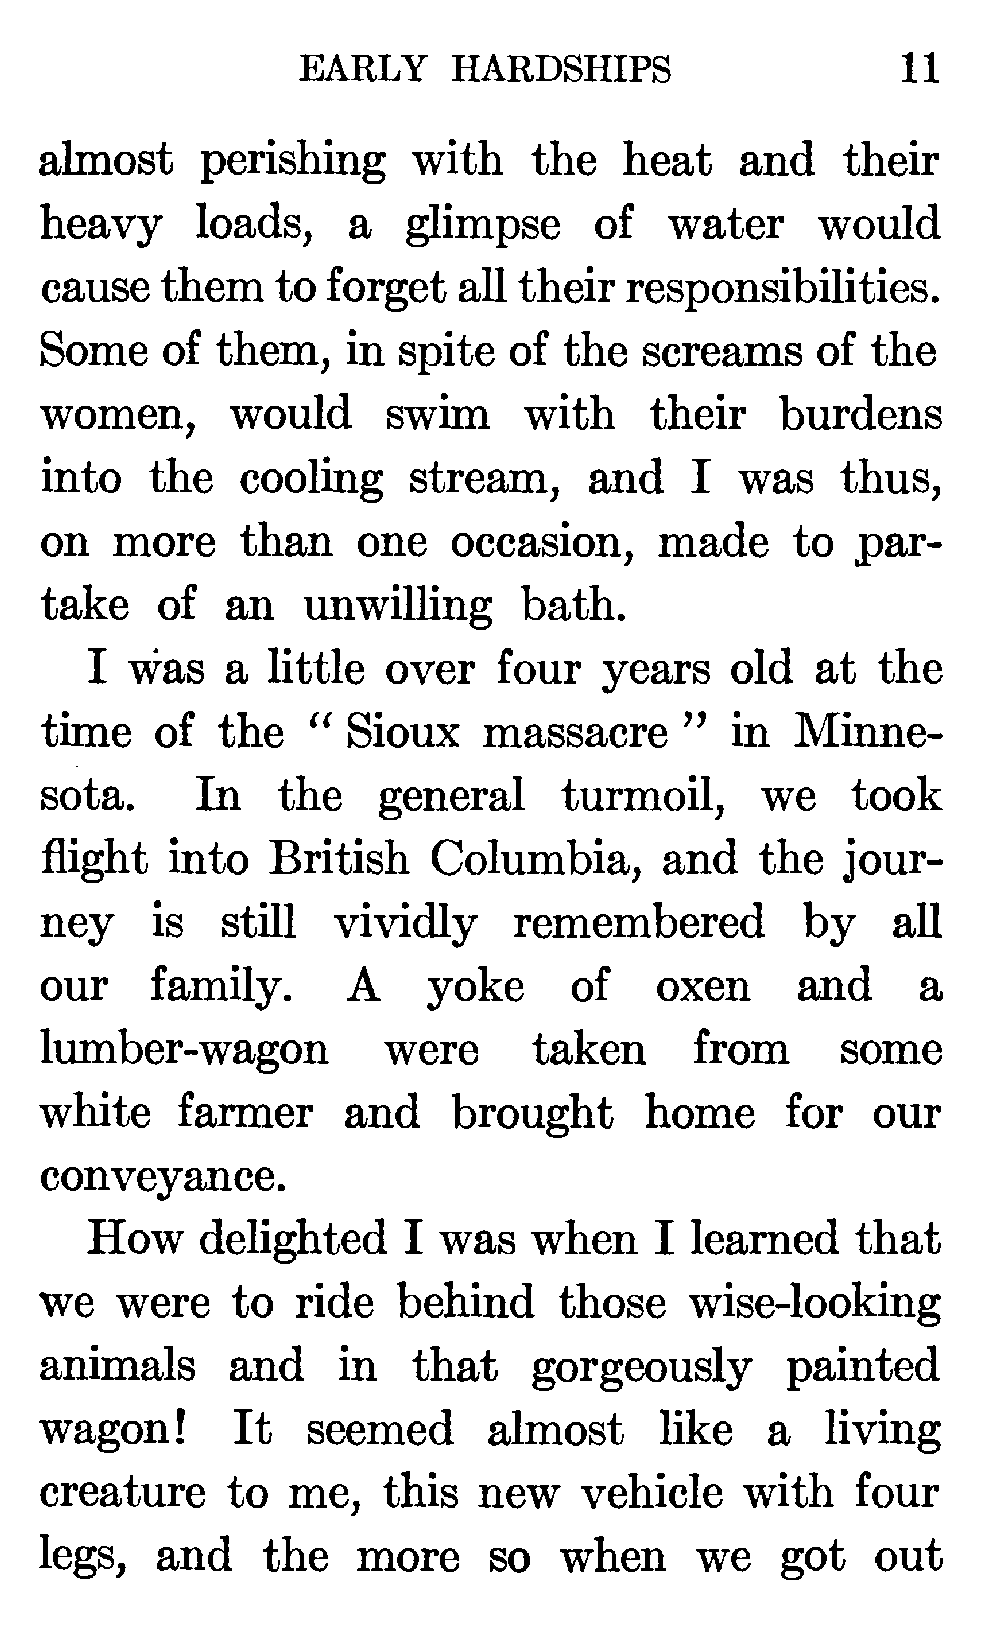 EARLY HARDSHIPS 11
almost perishing with the heat and their
heavy loads, a glimpse of water would
cause them to forget all their responsibilities.
Some of them, in spite of the screams of the
women, would swim with their burdens
into the cooling stream, and I was thus,
on more than one occasion, made to par-
take of an unwilling bath.
I was a little over four years old at the
time of the “ Sioux massacre ” in Minne-
sota. In the general turmoil, we took
flight into British Columbia, and the jour-
ney is still vividly remembered by all
our family. A yoke of oxen and a
lumber-wagon were taken from some
white farmer and brought home for our
conveyance.
How delighted I was when I learned that
we were to ride behind those wise-looking
animals and in that gorgeously painted
wagon! It seemed almost like a living
creature to me, this new vehicle with four
legs, and the more so when we got out